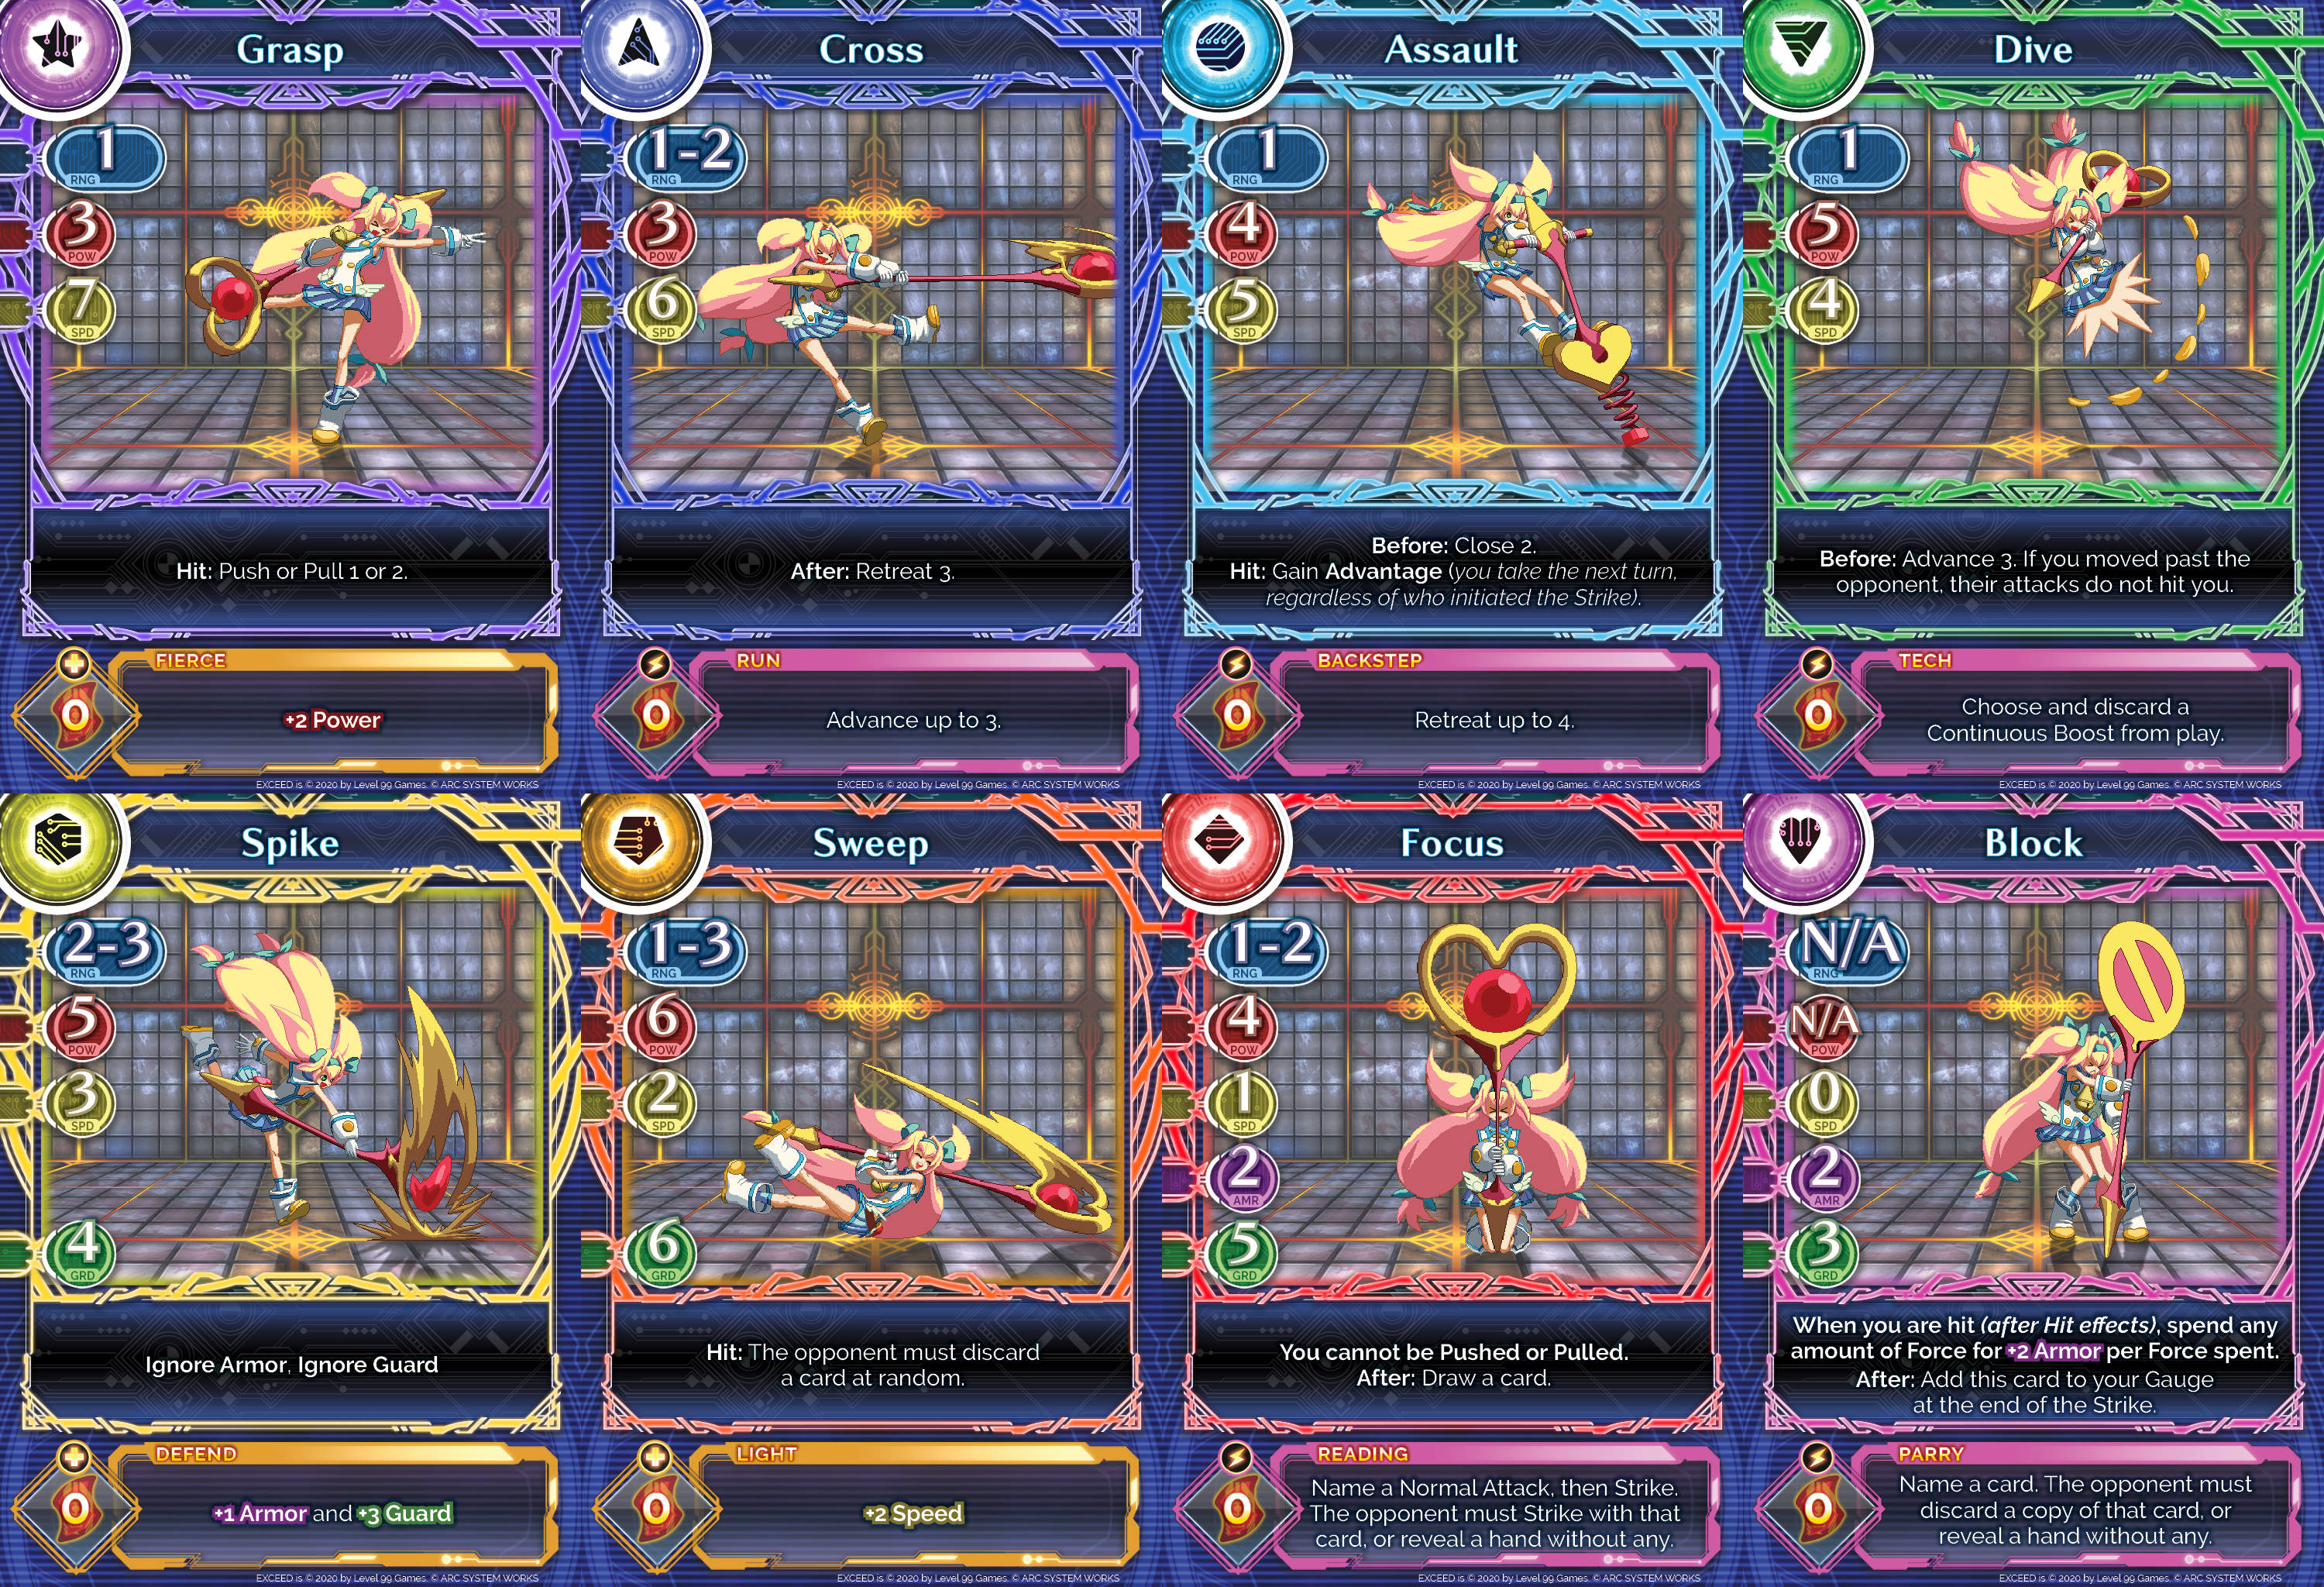 Grasp
1
RNG
3
POW
7
SPD
Hit: Push or Pull 1 or 2.
FIERCE
0
+2 Power
EXCEED is © 2020 by Level 99 Games. © ARC SYSTEM WORKS
Cross
1-2
RNG
3
POW
6
SPD
After: Retreat 3.
RUN
0
Advance up to 3.
EXCEED is © 2020 by Level 99 Games. © ARC SYSTEM WORKS
Assault
1
RNG
4
POW
5
SPD
Before: Close 2.
Hit: Gain Advantage (you take the next turn,
regardless of who initiated the Strike).
BACKSTEP
0
Retreat up to 4.
EXCEED is © 2020 by Level 99 Games. © ARC SYSTEM WORKS
Dive
1
RNG
5
POW
4
SPD
Before: Advance 3. If you moved past the
opponent, their attacks do not hit you.
TECH
0
Choose and discard a
Continuous Boost from play.
EXCEED is © 2020 by Level 99 Games. © ARC SYSTEM WORKS
Spike
2-3
RNG
5
POW
3
SPD
4
GRD
Ignore Armor, Ignore Guard
DEFEND
0
+1 Armor and +3 Guard
EXCEED is © 2020 by Level 99 Games. © ARC SYSTEM WORKS
Sweep
1-3
RNG
6
POW
2
SPD
6
GRD
Hit: The opponent must discard
a card at random.
LIGHT
0
+2 Speed
EXCEED is © 2020 by Level 99 Games. © ARC SYSTEM WORKS
Focus
1-2
RNG
4
POW
1
SPD
2
AMR
5
GRD
You cannot be Pushed or Pulled.
After: Draw a card.
READING
0
Name a Normal Attack, then Strike.
The opponent must Strike with that
card, or reveal a hand without any.
EXCEED is © 2020 by Level 99 Games. © ARC SYSTEM WORKS
Block
N/A
RNG
N/A
POW
0
SPD
2
AMR
3
GRD
When you are hit (after Hit effects), spend any
amount of Force for +2 Armor per Force spent.
After: Add this card to your Gauge
at the end of the Strike.
PARRY
0
Name a card. The opponent must
discard a copy of that card, or
reveal a hand without any.
EXCEED is © 2020 by Level 99 Games. © ARC SYSTEM WORKS